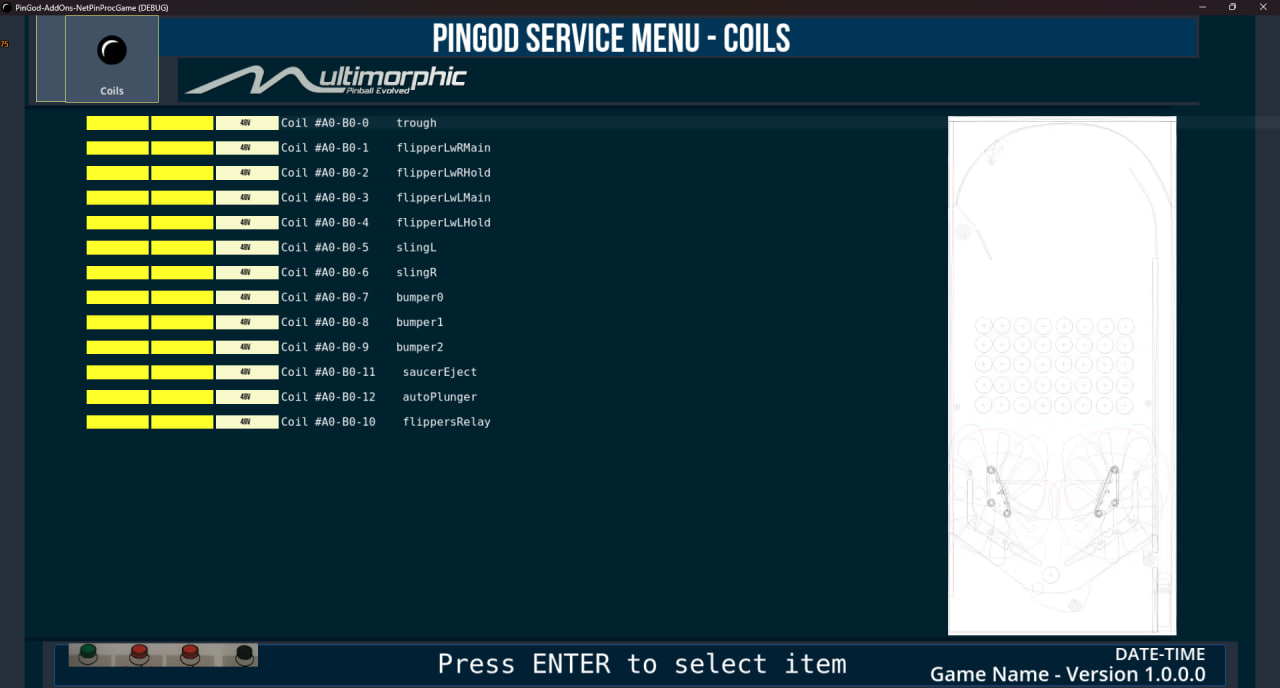 PinGod-AddOns-NetPinProcGame (DEBUG)
75
PINGOD SERVICE MENU - COILS
Coils
Multimorphic
Pinball Evolved
48V Coil #A0-B0-0 trough
48V Coil #A0-B0-1 flipperLwRMain
48V Coil #A0-B0-2 flipperLwRHold
48V Coil #A0-B0-3 flipperLwLMain
48V Coil #A0-B0-4 flipperLwLHold
48V Coil #A0-B0-5 slingL
48V Coil #A0-B0-6 slingR
48V Coil #A0-B0-7 bumper0
48V Coil #A0-B0-8 bumper1
48V Coil #A0-B0-9 bumper2
48V Coil #A0-B0-11 saucerEject
48V Coil #A0-B0-12 autoPlunger
48V Coil #A0-B0-10 flippersRelay
Press ENTER to select item
DATE-TIME
Game Name - Version 1.0.0.0